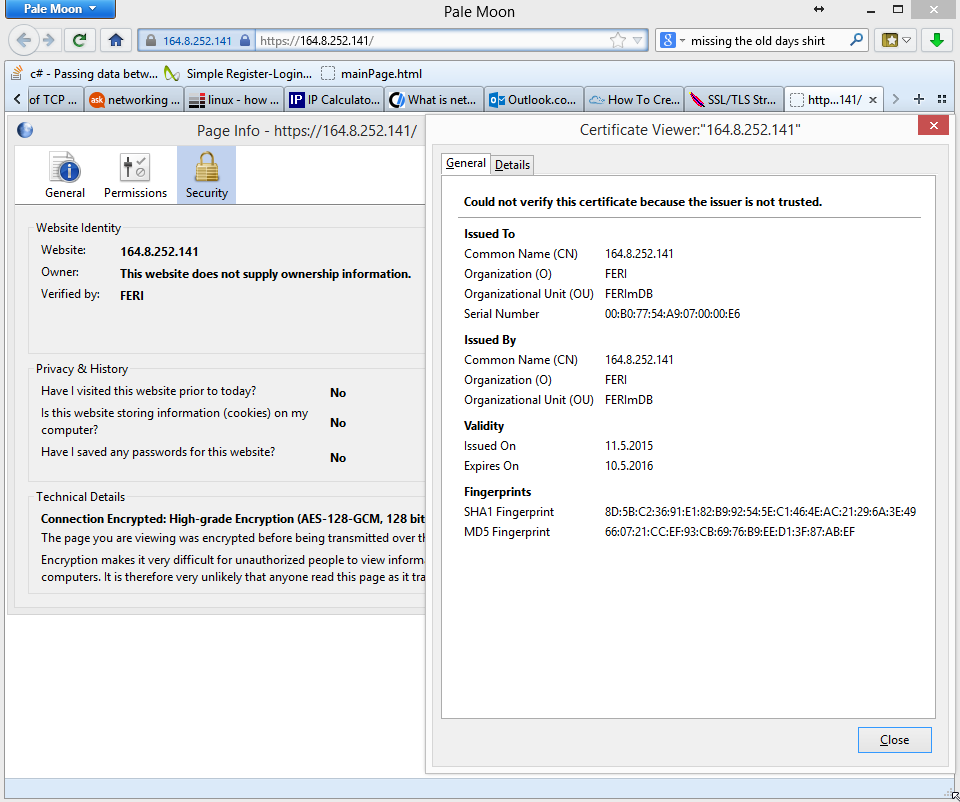 Pale Moon
Pale Moon
164.8.252.141
https://164.8.252.141/
missing the old days shirt
c# - Passing data betw...
Simple Register-Login...
mainPage.html
of TCP ...
ask networking ...
linux - how ...
IP IP Calculato...
What is net...
Outlook.co...
How To Cre...
SSL/TLS Str...
http...141/
Page Info - https://164.8.252.141/
General
Permissions
Security
Website Identity
Website: 164.8.252.141
Owner: This website does not supply ownership information.
Verified by: FERI
Privacy & History
Have I visited this website prior to today? No
Is this website storing information (cookies) on my
computer? No
Have I saved any passwords for this website? No
Technical Details
Connection Encrypted: High-grade Encryption (AES-128-GCM, 128 bit
The page you are viewing was encrypted before being transmitted over th
Encryption makes it very difficult for unauthorized people to view inform
computers. It is therefore very unlikely that anyone read this page as it tra
Certificate Viewer:"164.8.252.141"
General
Details
Could not verify this certificate because the issuer is not trusted.
Issued To
Common Name (CN) 164.8.252.141
Organization (O) FERI
Organizational Unit (OU) FERImDB
Serial Number 00:B0:77:54:A9:07:00:00:E6
Issued By
Common Name (CN) 164.8.252.141
Organization (O) FERI
Organizational Unit (OU) FERImDB
Validity
Issued On 11.5.2015
Expires On 10.5.2016
Fingerprints
SHA1 Fingerprint 8D:5B:C2:36:91:E1:82:B9:92:54:5E:C1:46:4E:AC:21:29:6A:3E:49
MD5 Fingerprint 66:07:21:CC:EF:93:CB:69:76:B9:EE:D1:3F:87:AB:EF
Close